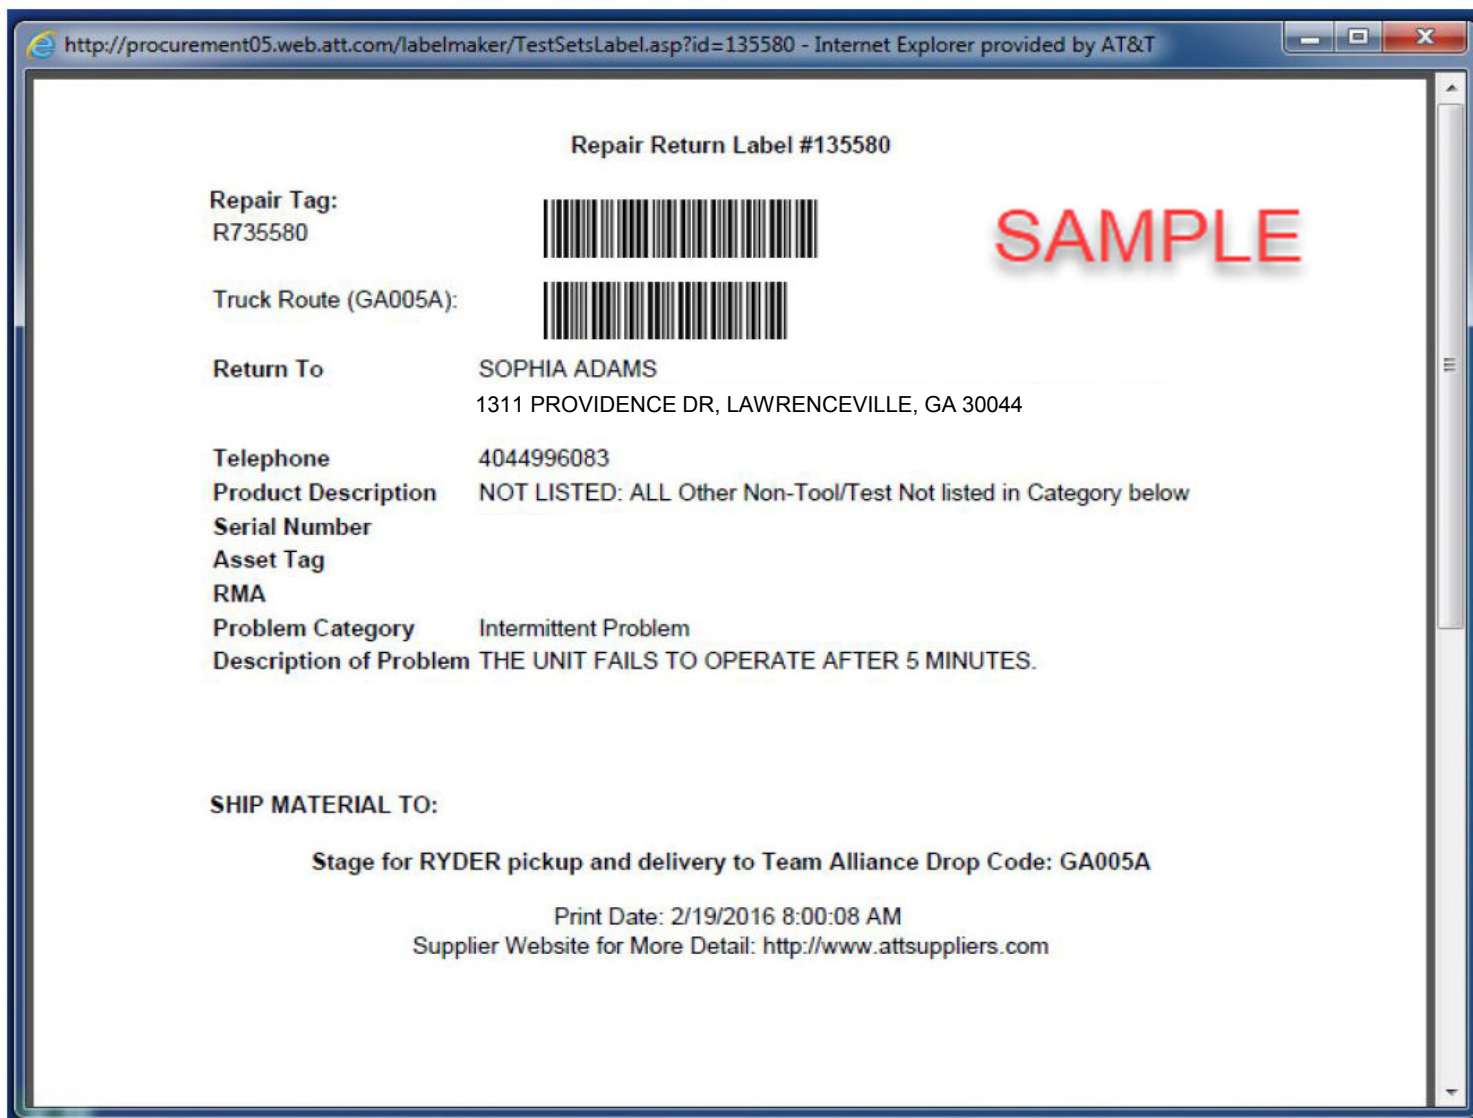 http://procurement05.web.att.com/labelmaker/TestSetsLabel.asp?id=135580 - Internet Explorer provided by AT&T
Repair Return Label #135580
Repair Tag:
R735580
SAMPLE
Truck Route (GA005A):
Return To SOPHIA ADAMS
1311 PROVIDENCE DR, LAWRENCEVILLE, GA 30044
Telephone 4044996083
Product Description NOT LISTED: ALL Other Non-Tool/Test Not listed in Category below
Serial Number
Asset Tag
RMA
Problem Category Intermittent Problem
Description of Problem THE UNIT FAILS TO OPERATE AFTER 5 MINUTES.
SHIP MATERIAL TO:
Stage for RYDER pickup and delivery to Team Alliance Drop Code: GA005A
Print Date: 2/19/2016 8:00:08 AM
Supplier Website for More Detail: http://www.attsuppliers.com